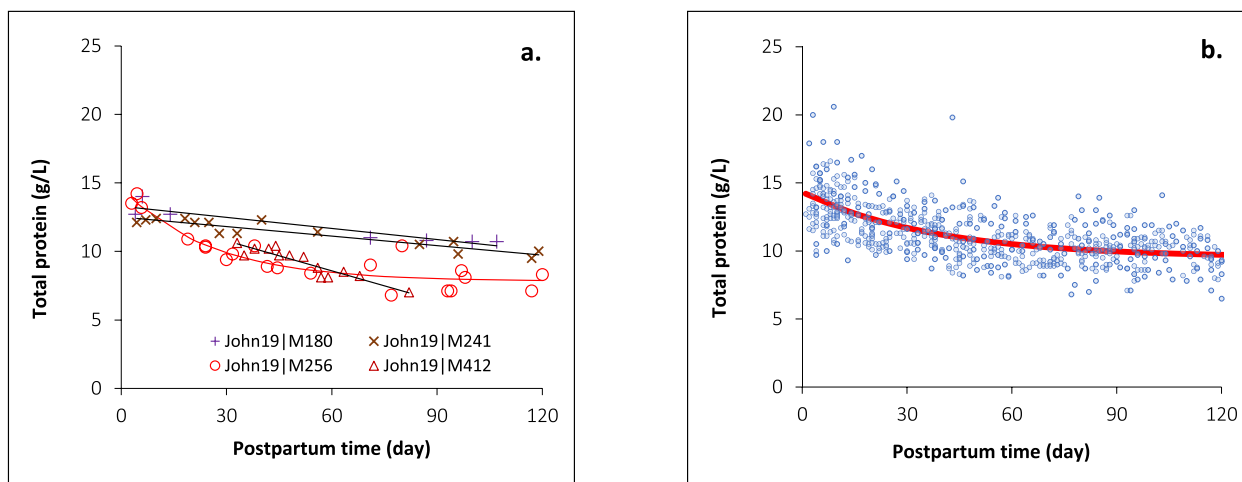 a.
Total protein (g/L)
25
20
15
10
5
0
0 30 60 90 120
Postpartum time (day)
John19|M180 John19|M241
John19|M256 John19|M412
b.
Total protein (g/L)
25
20
15
10
5
0
0 30 60 90 120
Postpartum time (day)